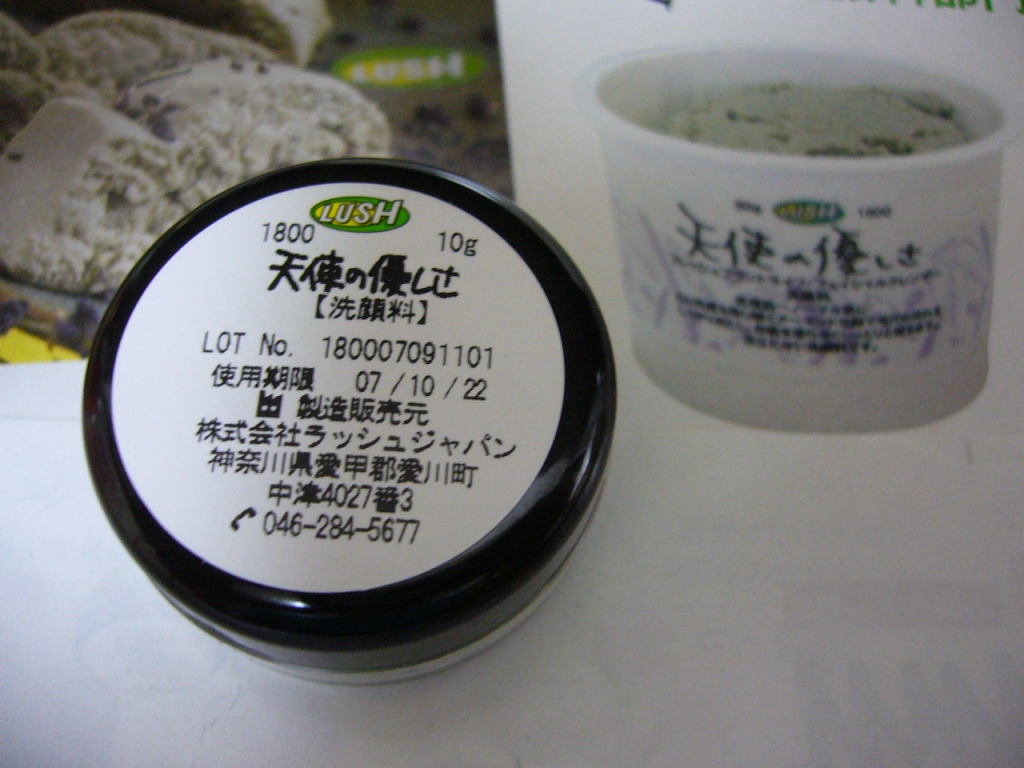 LUSH
1800 10g
天使の優しさ
【洗顔料】
LOT No. 180007091101
使用期限 07/10/22
製造販売元
株式会社ラッシュジャパン
神奈川県愛甲郡愛川町
中津4027番3
046-284-5677
LUSH
LUSH 1800
天使の優しさ